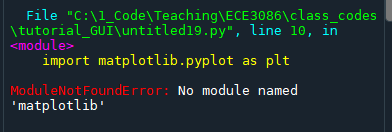 File "C:\1_Code\Teaching\ECE3086\class_codes
\tutorial_GUI\untitled19.py", line 10, in
<module>
import matplotlib.pyplot as plt
ModuleNotFoundError: No module named
'matplotlib'